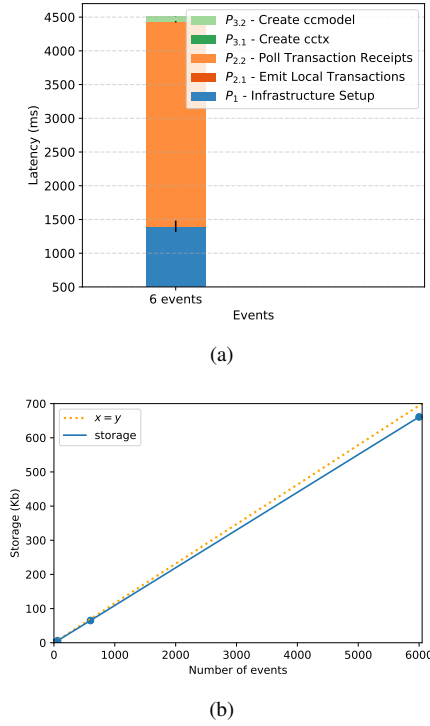 4500
4000
3500
3000
2500
2000
1500
1000
500
Latency (ms)
P3.2 - Create ccmodel
P3.1 - Create cctx
P2.2 - Poll Transaction Receipts
P2.1 - Emit Local Transactions
P1 - Infrastructure Setup
6 events
Events
(a)
700
600
500
400
300
200
100
0
Storage (Kb)
x = y
storage
0 1000 2000 3000 4000 5000 6000
Number of events
(b)